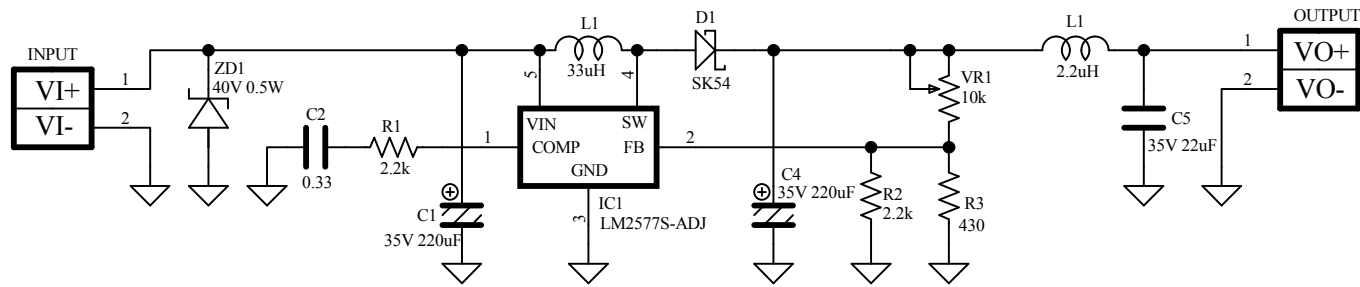 INPUT
VI+
VI-
1
2
ZD1
40V 0.5W
C2
0.33
R1
2.2k
1
C1
35V 220uF
L1
33uH
5
4
VIN
SW
COMP
FB
GND
3
IC1
LM2577S-ADJ
2
D1
SK54
C4
35V 220uF
VR1
10k
R2
2.2k
R3
430
L1
2.2uH
C5
35V 22uF
OUTPUT
1
2
VO+
VO-